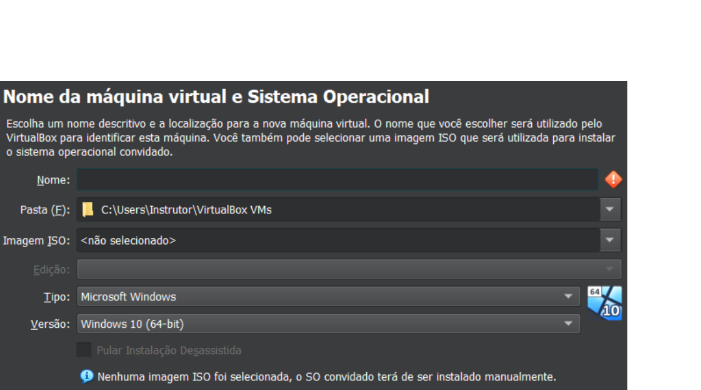 Nome da máquina virtual e Sistema Operacional
Escolha um nome descritivo e a localização para a nova máquina virtual. O nome que você escolher será utilizado pelo
VirtualBox para identificar esta máquina. Você também pode selecionar uma imagem ISO que será utilizada para instalar
o sistema operacional convidado.
Nome:
Pasta (F): C:\Users\Instrutor\VirtualBox VMs
Imagem ISO: <não selecionado>
Edição:
Tipo: Microsoft Windows
64
Versão: Windows 10 (64-bit)
10
Pular Instalação Desassistida
Nenhuma imagem ISO foi selecionada, o SO convidado terá de ser instalado manualmente.